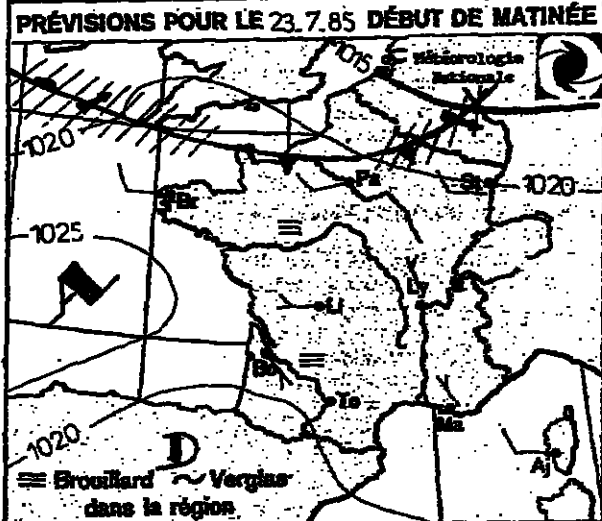 PRÉVISIONS POUR LE 23.7.85 DÉBUT DE MATINÉE
1015
Météorologie
Nationale
1020
1020
Br
Pa
St
1025
Ly
Li
Bo
To
Ma
1020
D
Aj
Brouillard Verglas
dans la région